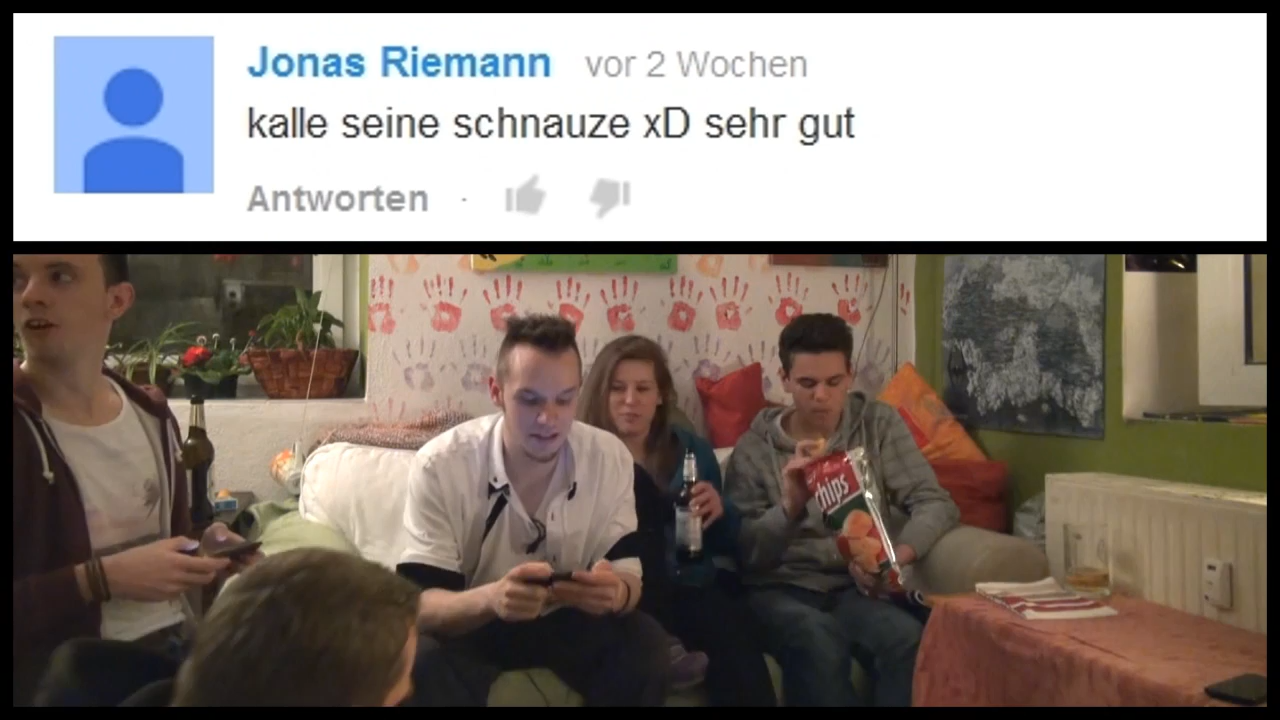 Jonas Riemann vor 2 Wochen
kalle seine schnauze xD sehr gut
Antworten ·
chips